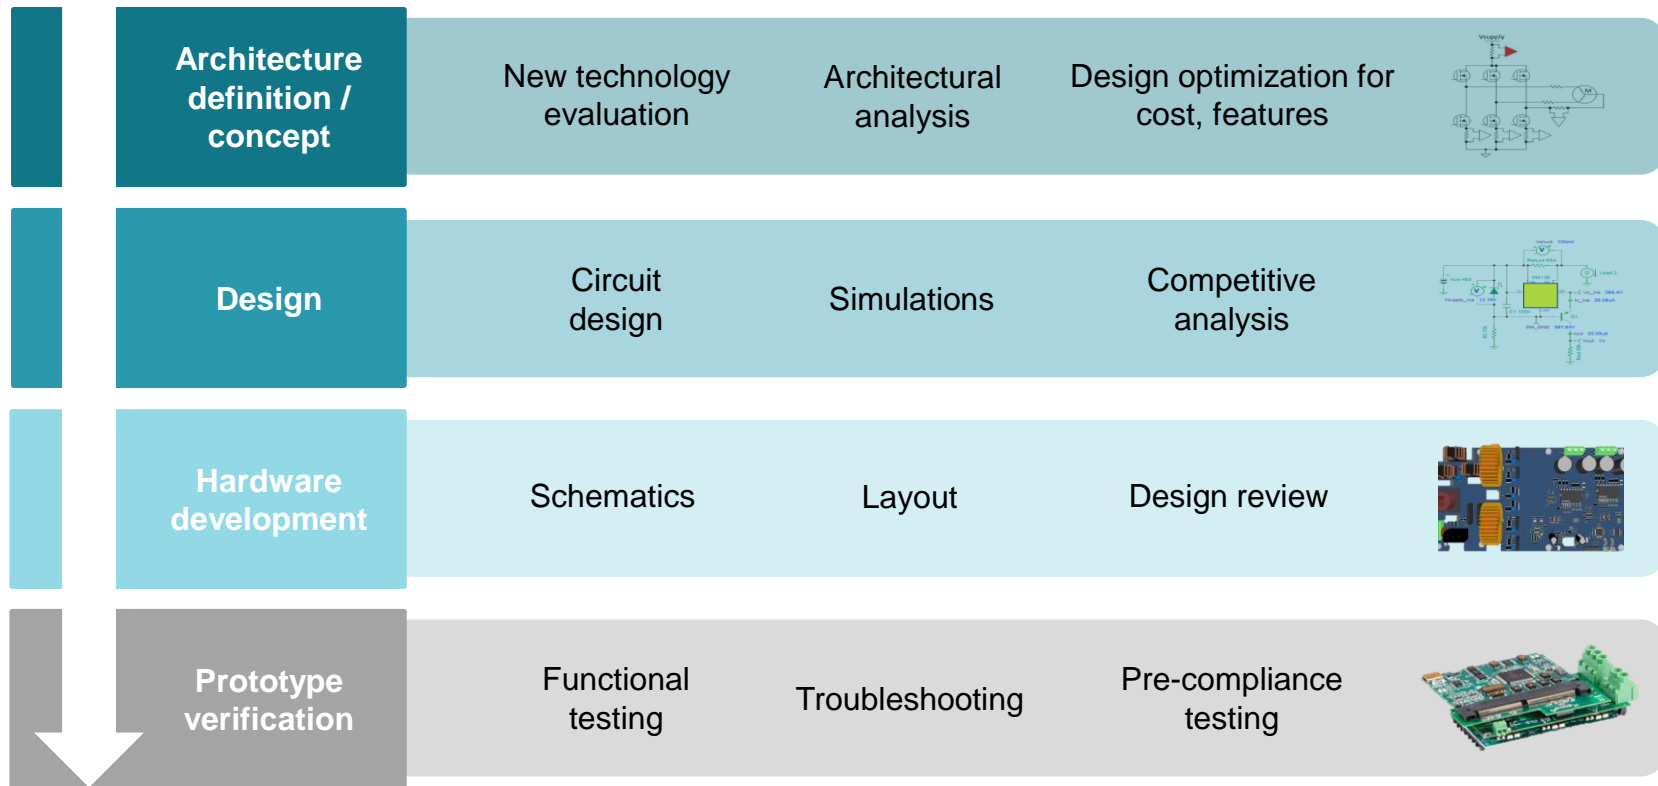 Architecture
definition /
concept
New technology
evaluation
Architectural
analysis
Design optimization for
cost, features
Vsupply
M
Design
Circuit
design
Simulations
Competitive
analysis
Hardware
development
Schematics
Layout
Design review
Prototype
verification
Functional
testing
Troubleshooting
Pre-compliance
testing